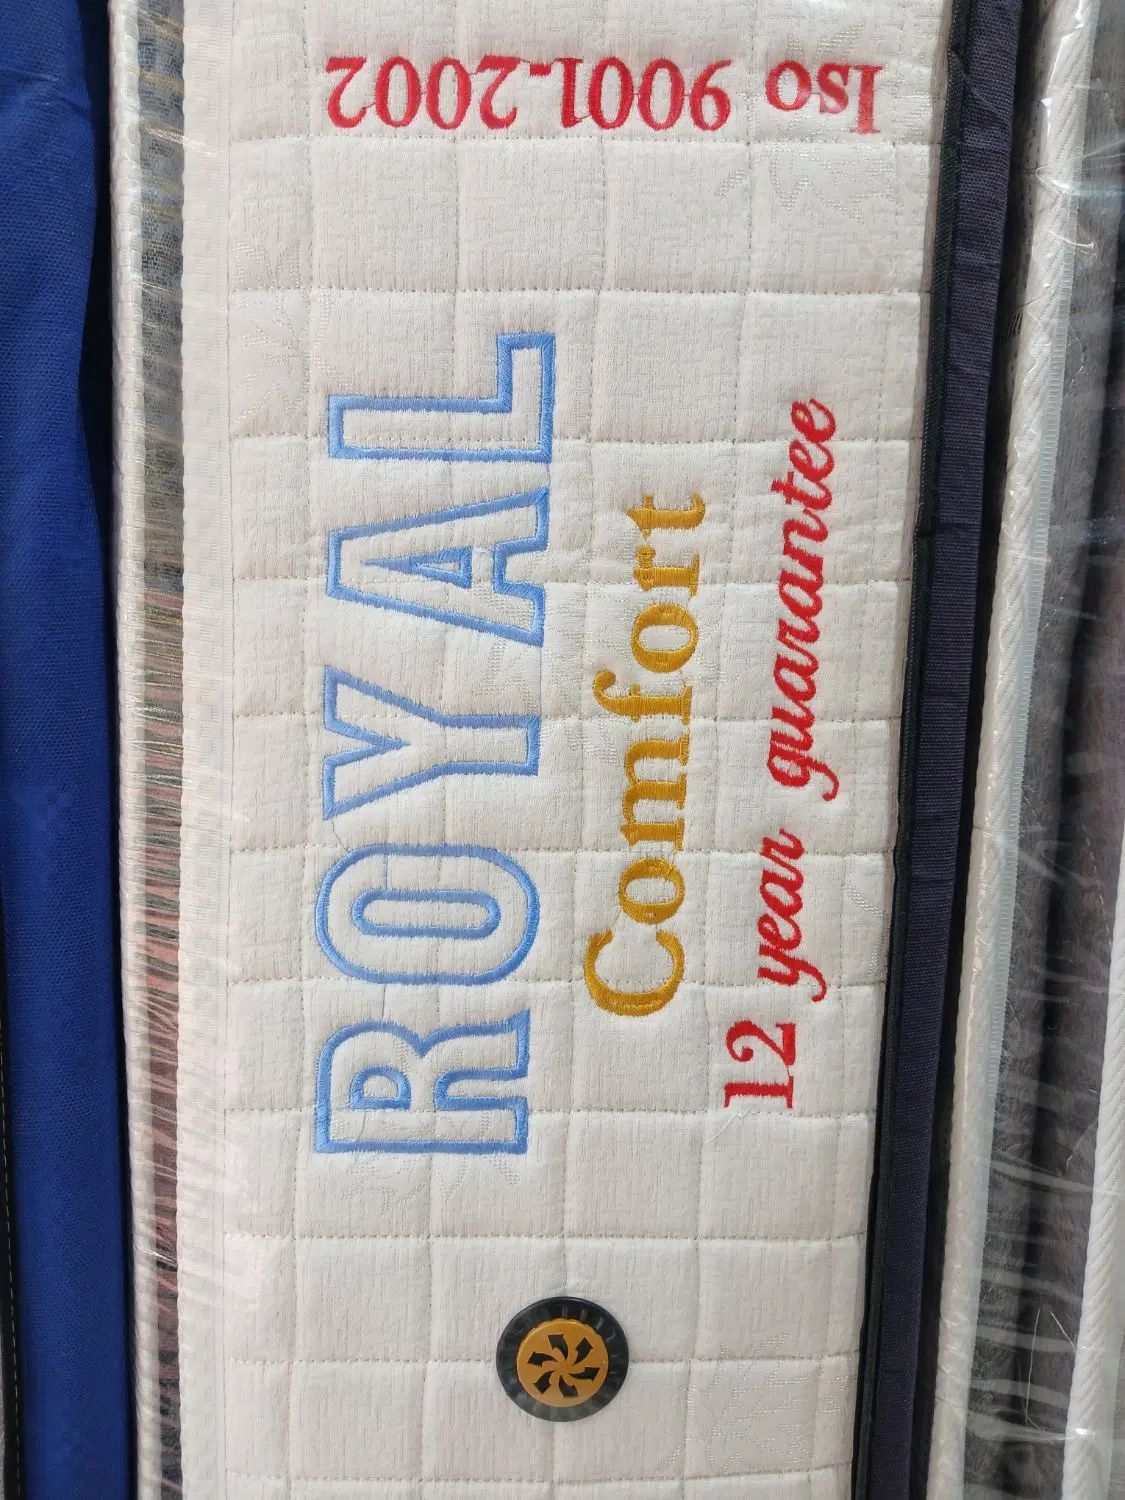 ROYAL
Comfort
12 year guarantee
Iso 9001-2002